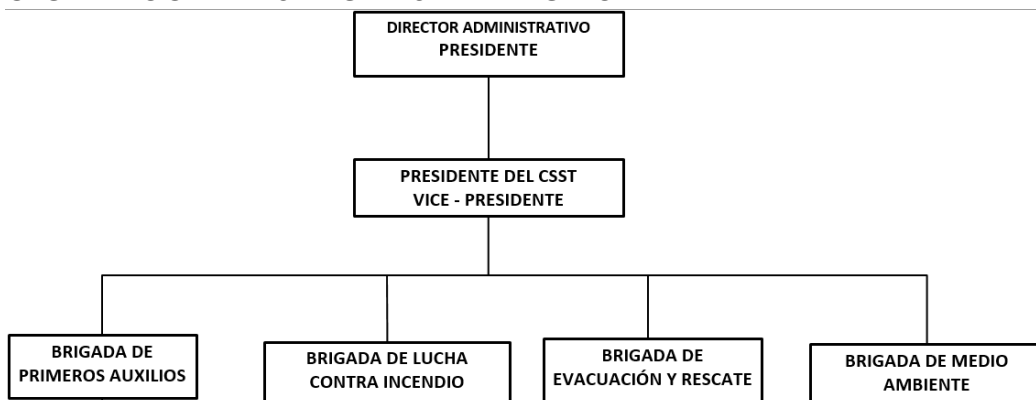 DIRECTOR ADMINISTRATIVO
PRESIDENTE
PRESIDENTE DEL CSST
VICE - PRESIDENTE
BRIGADA DE
PRIMEROS AUXILIOS
BRIGADA DE LUCHA
CONTRA INCENDIO
BRIGADA DE
EVACUACIÓN Y RESCATE
BRIGADA DE MEDIO
AMBIENTE